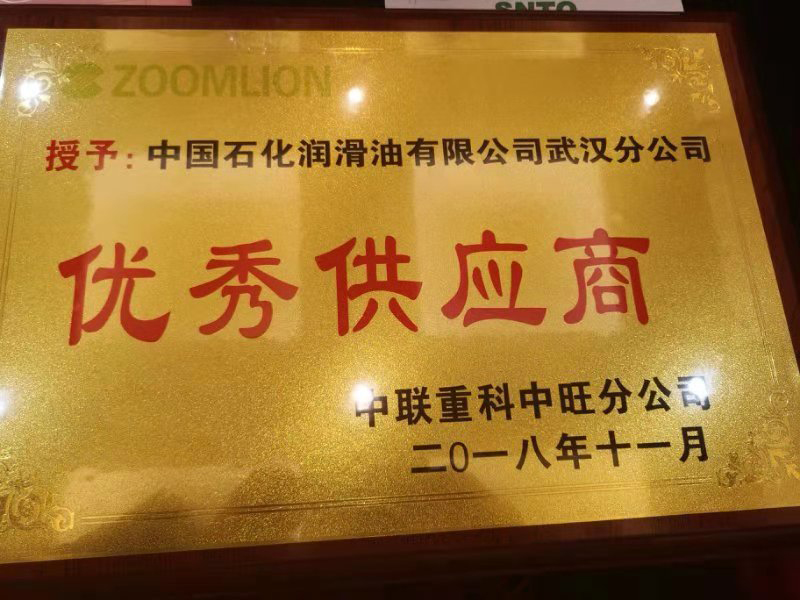 SNTO
ZOOMLION
授予:中国石化润滑油有限公司武汉分公司
优秀供应商
中联重科中旺分公司
二0一八年十一月